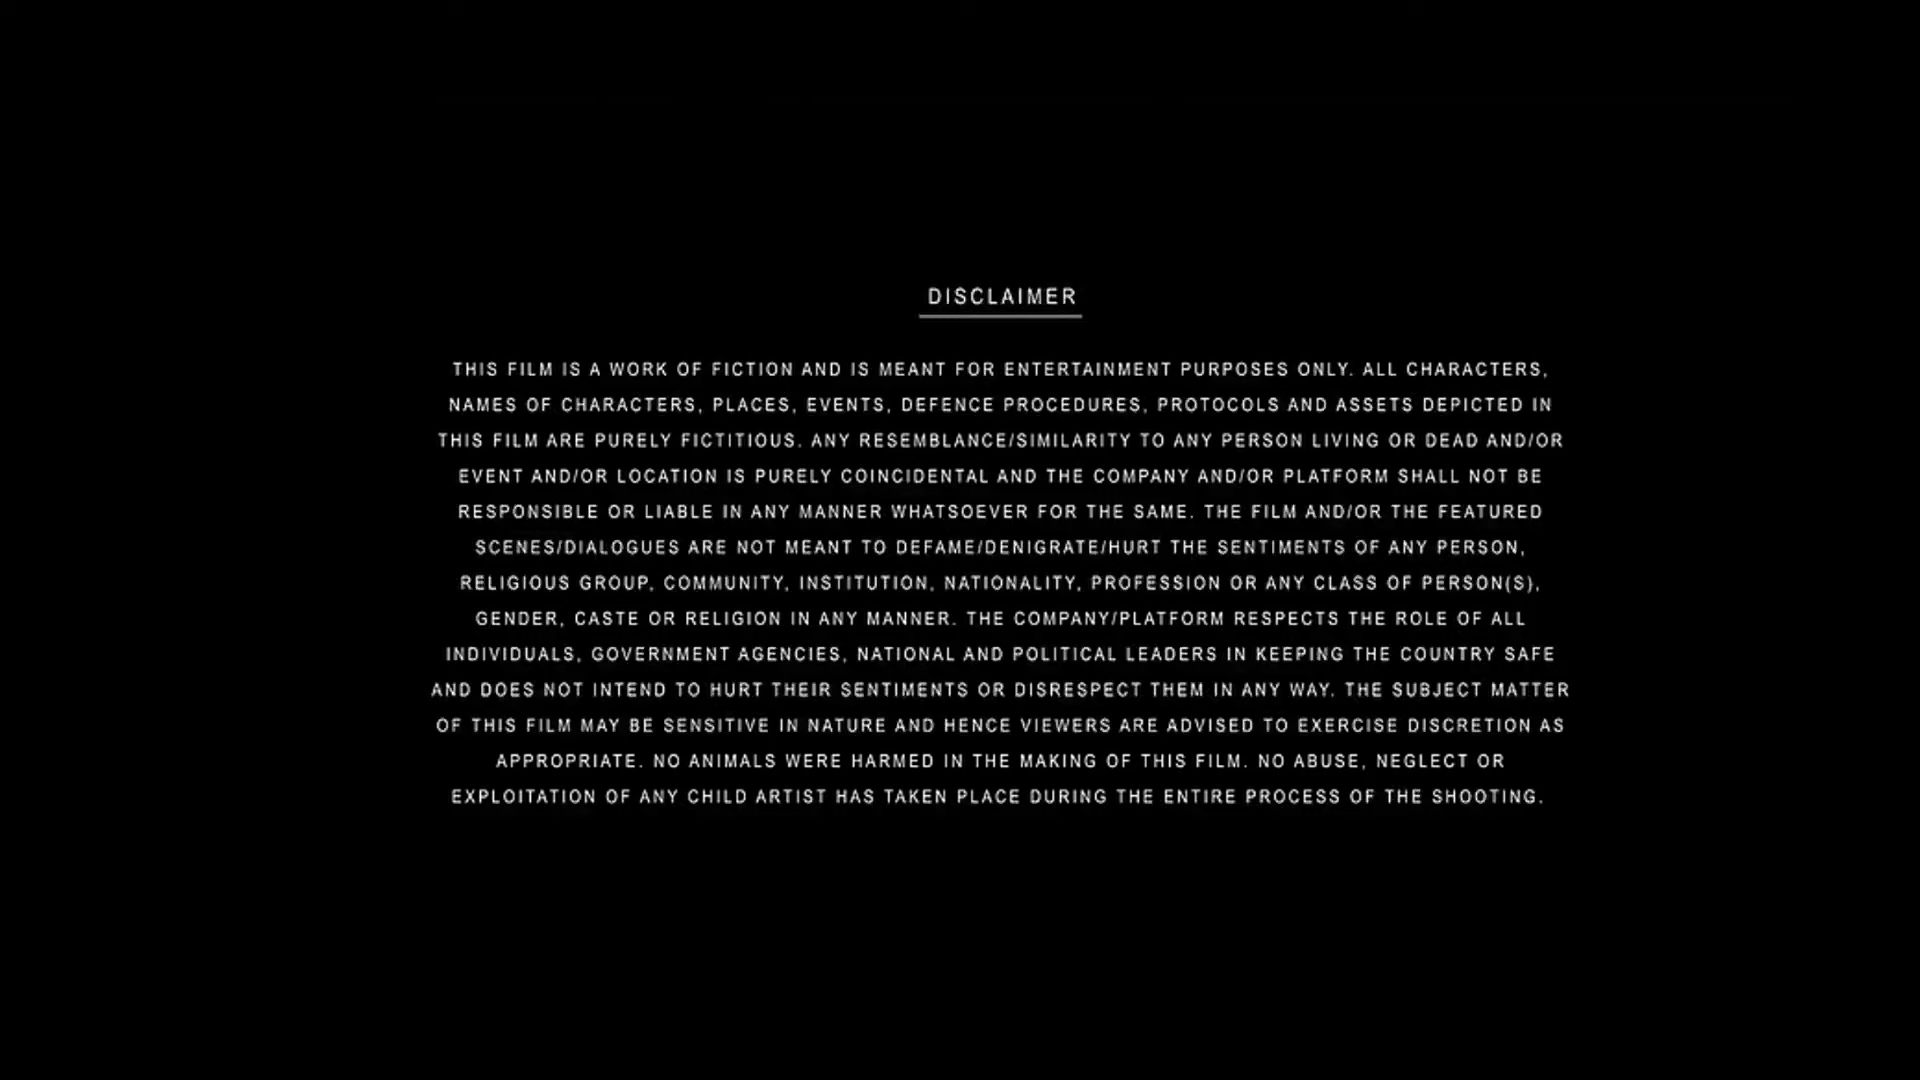 DISCLAIMER
THIS FILM IS A WORK OF FICTION AND IS MEANT FOR ENTERTAINMENT PURPOSES ONLY. ALL CHARACTERS,
NAMES OF CHARACTERS, PLACES, EVENTS, DEFENCE PROCEDURES, PROTOCOLS AND ASSETS DEPICTED IN
THIS FILM ARE PURELY FICTITIOUS. ANY RESEMBLANCE/SIMILARITY TO ANY PERSON LIVING OR DEAD AND/OR
EVENT AND/OR LOCATION IS PURELY COINCIDENTAL AND THE COMPANY AND/OR PLATFORM SHALL NOT BE
RESPONSIBLE OR LIABLE IN ANY MANNER WHATSOEVER FOR THE SAME. THE FILM AND/OR THE FEATURED
SCENES/DIALOGUES ARE NOT MEANT TO DEFAME/DENIGRATE/HURT THE SENTIMENTS OF ANY PERSON,
RELIGIOUS GROUP, COMMUNITY, INSTITUTION, NATIONALITY, PROFESSION OR ANY CLASS OF PERSON(S),
GENDER, CASTE OR RELIGION IN ANY MANNER. THE COMPANY/PLATFORM RESPECTS THE ROLE OF ALL
INDIVIDUALS, GOVERNMENT AGENCIES, NATIONAL AND POLITICAL LEADERS IN KEEPING THE COUNTRY SAFE
AND DOES NOT INTEND TO HURT THEIR SENTIMENTS OR DISRESPECT THEM IN ANY WAY. THE SUBJECT MATTER
OF THIS FILM MAY BE SENSITIVE IN NATURE AND HENCE VIEWERS ARE ADVISED TO EXERCISE DISCRETION AS
APPROPRIATE. NO ANIMALS WERE HARMED IN THE MAKING OF THIS FILM. NO ABUSE, NEGLECT OR
EXPLOITATION OF ANY CHILD ARTIST HAS TAKEN PLACE DURING THE ENTIRE PROCESS OF THE SHOOTING.